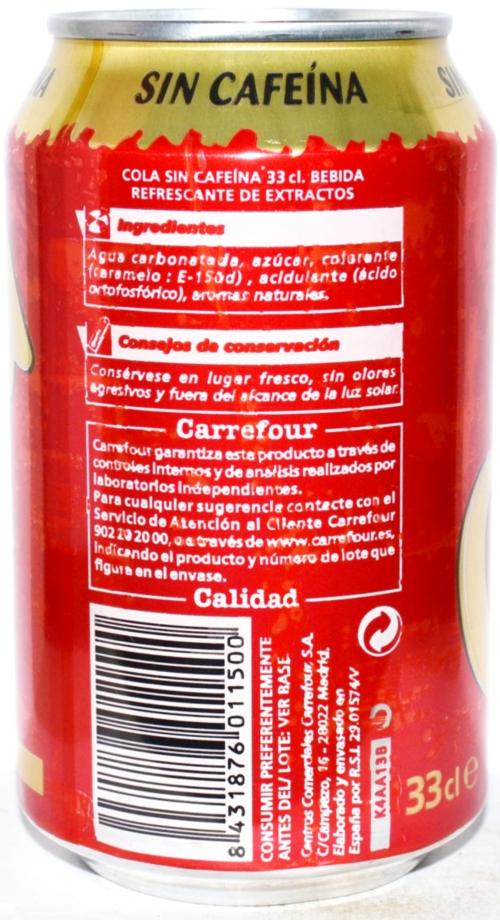 SIN CAFEÍNA
COLA SIN CAFEÍNA 33 cl. BEBIDA
REFRESCANTE DE EXTRACTOS
Ingredientes
Agua carbonatada, azúcar, colorante
(caramelo : E-150d) , acidulante (ácido
ortofosfórico), aromas naturales.
Consejos de conservación
Consérvese en lugar fresco, sin olores
agresivos y fuera del alcance de la luz solar.
Carrefour
Carrefour garantiza este producto a través de
controles internos y de analisis realizados por
laboratorios independientes.
Para cualquier sugerencia contacte con el
Servicio de Atención al Cliente Carrefour
902 20 20 00, o a través de www.carrefour.es,
indicando el producto y número de lote que
figura en el envase.
Calidad
8 431876 011500
CONSUMIR PREFERENTEMENTE
ANTES DEL/ LOTE: VER BASE
Centros Comerciales Carrefour, S.A.
C/Campezo, 16 - 28022 Madrid.
Elaborado y envasado en
España por R.S.I. 29.01574/V
K4AA13B
33cl e